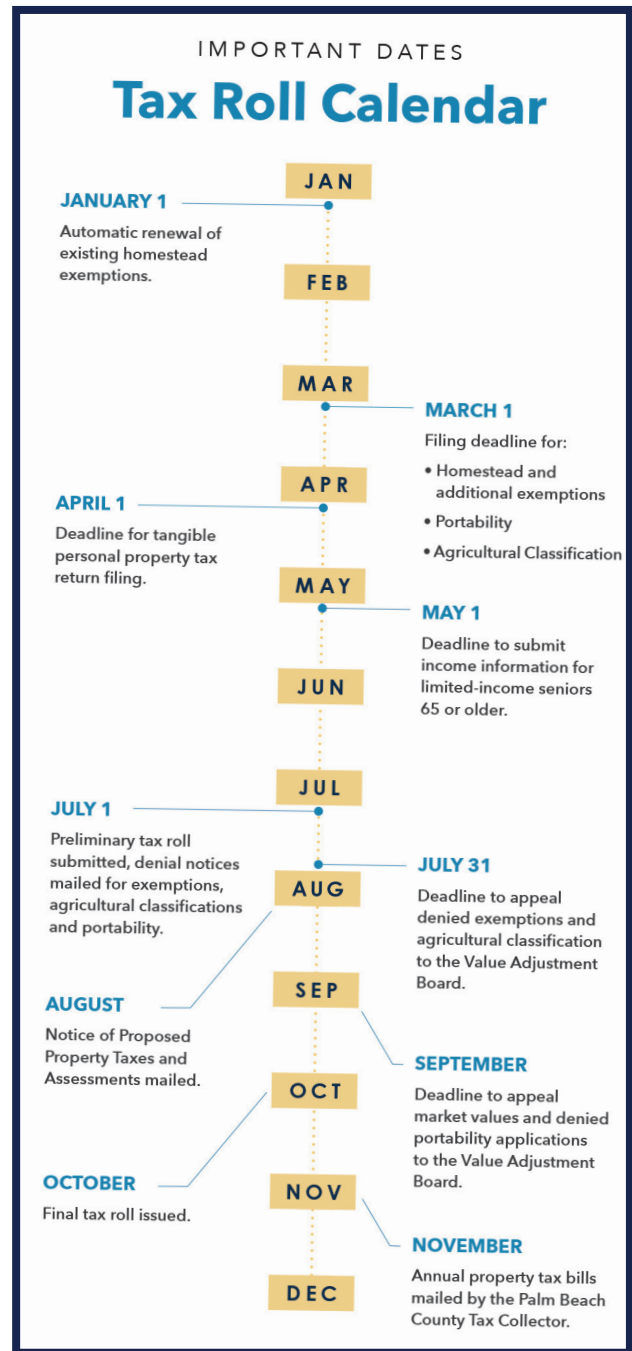 IMPORTANT DATES
Tax Roll Calendar
JAN
JANUARY 1
Automatic renewal of
existing homestead
exemptions.
FEB
MAR
MARCH 1
Filing deadline for:
• Homestead and
additional exemptions
• Portability
• Agricultural Classification
APR
APRIL 1
Deadline for tangible
personal property tax
return filing.
MAY
MAY 1
Deadline to submit
income information for
limited-income seniors
65 or older.
JUN
JUL
JULY 1
Preliminary tax roll
submitted, denial notices
mailed for exemptions,
agricultural classifications
and portability.
JULY 31
Deadline to appeal
denied exemptions and
agricultural classification
to the Value Adjustment
Board.
AUG
AUGUST
Notice of Proposed
Property Taxes and
Assessments mailed.
SEP
SEPTEMBER
Deadline to appeal
market values and denied
portability applications
to the Value Adjustment
Board.
OCT
OCTOBER
Final tax roll issued.
NOV
NOVEMBER
Annual property tax bills
mailed by the Palm Beach
County Tax Collector.
DEC